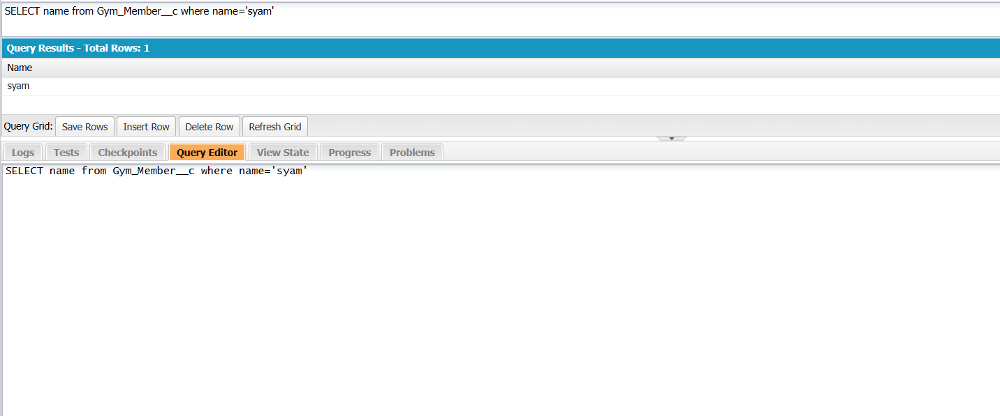 SELECT name from Gym_Member__c where name='syam'
Query Results - Total Rows: 1
Name
syam
Query Grid: Save Rows Insert Row Delete Row Refresh Grid
Logs Tests Checkpoints Query Editor View State Progress Problems
SELECT name from Gym_Member__c where name='syam'